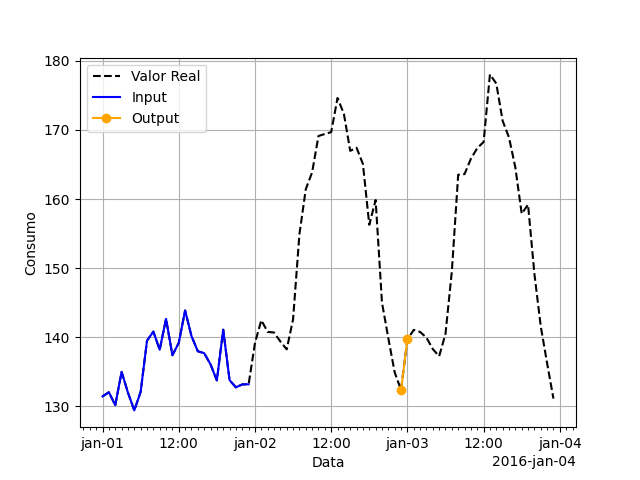 180
170
160
150
140
130
Consumo
Valor Real
Input
Output
jan-01 12:00 jan-02 12:00 jan-03 12:00 jan-04
Data
2016-jan-04